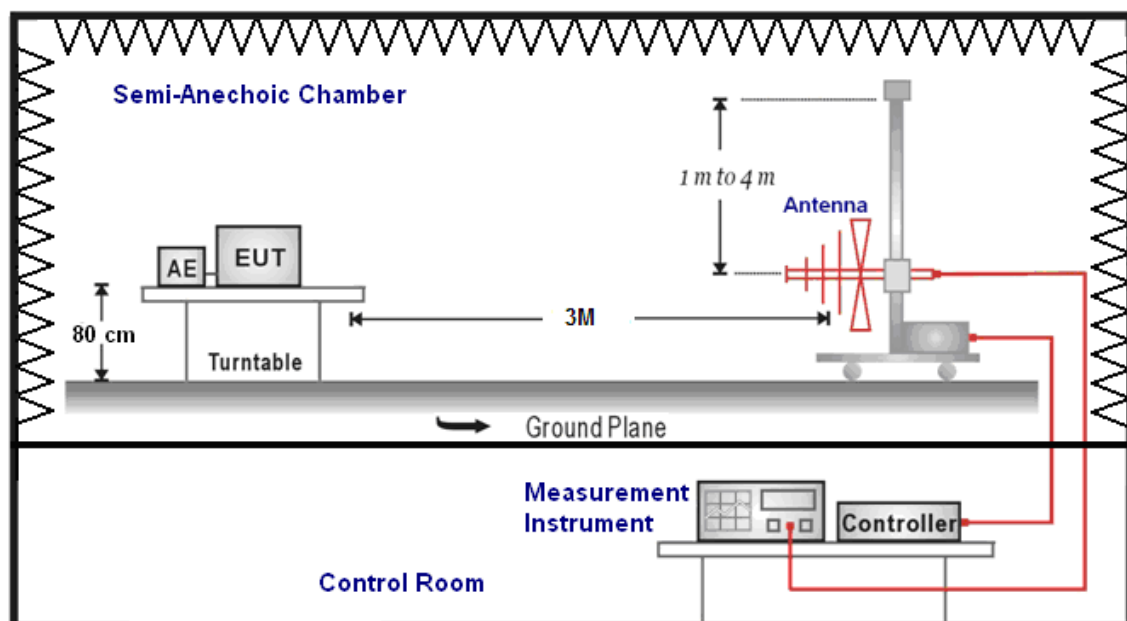 Semi-Anechoic Chamber
1 m to 4 m
Antenna
AE
EUT
80 cm
3M
Turntable
Ground Plane
Measurement
Instrument
Controller
Control Room